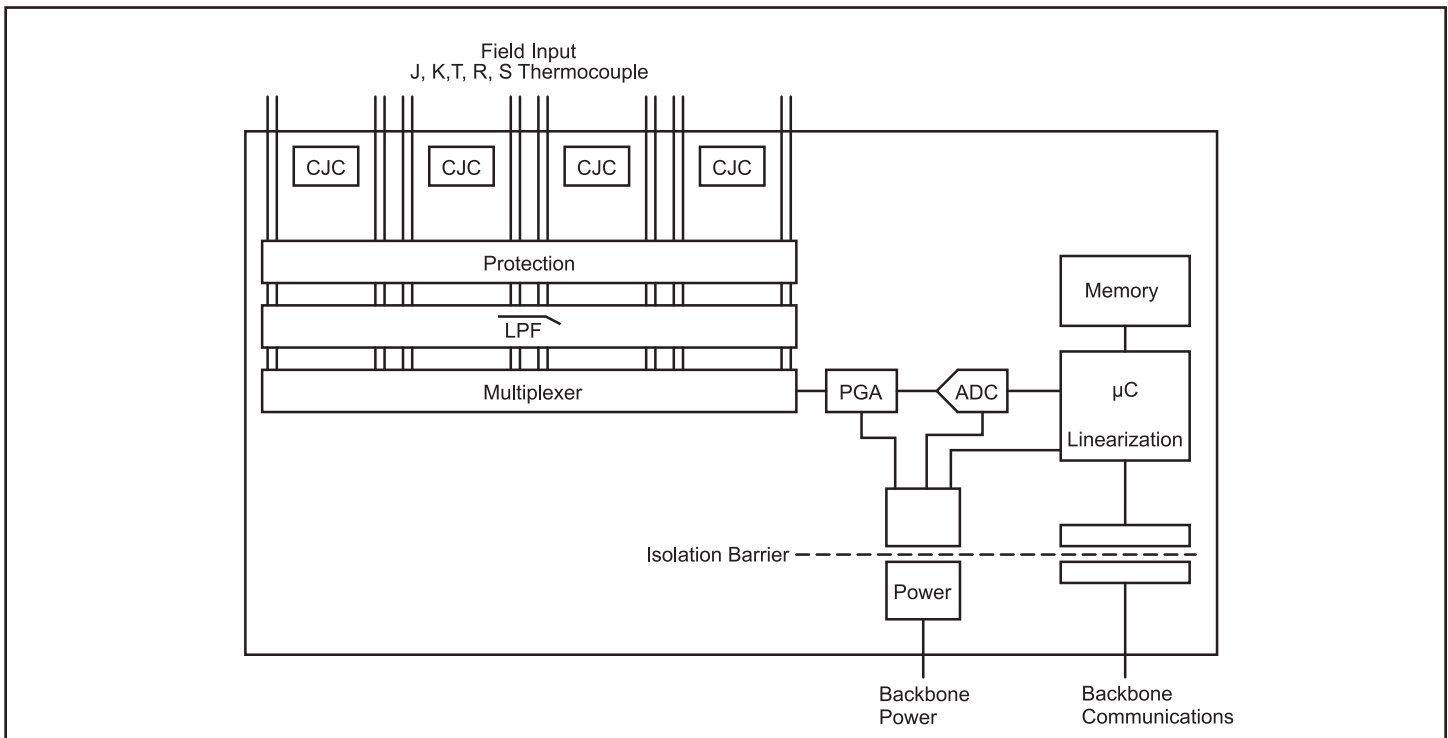 Field Input
J, K,T, R, S Thermocouple
CJC
CJC
CJC
CJC
Protection
LPF
Multiplexer
PGA
ADC
Memory
µC
Linearization
Isolation Barrier
Power
Backbone
Power
Backbone
Communications